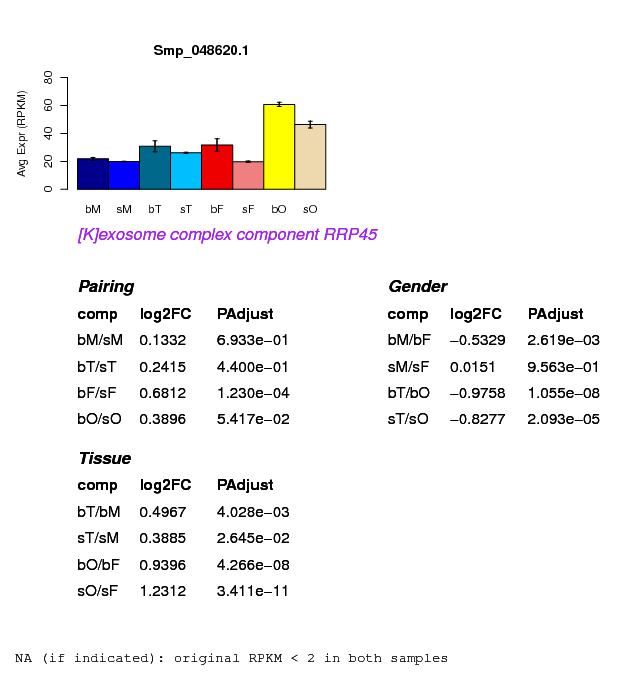 Smp_048620.1
Avg Expr (RPKM)
80
60
40
20
0
bM sM bT sT bF sF bO sO
[K]exosome complex component RRP45
Pairing
comp log2FC PAdjust
bM/sM 0.1332 6.933e−01
bT/sT 0.2415 4.400e−01
bF/sF 0.6812 1.230e−04
bO/sO 0.3896 5.417e−02
Gender
comp log2FC PAdjust
bM/bF −0.5329 2.619e−03
sM/sF 0.0151 9.563e−01
bT/bO −0.9758 1.055e−08
sT/sO −0.8277 2.093e−05
Tissue
comp log2FC PAdjust
bT/bM 0.4967 4.028e−03
sT/sM 0.3885 2.645e−02
bO/bF 0.9396 4.266e−08
sO/sF 1.2312 3.411e−11
NA (if indicated): original RPKM < 2 in both samples